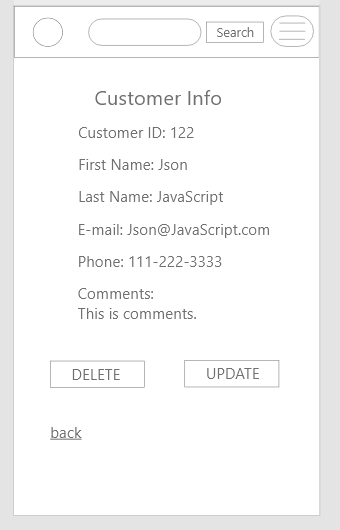 Search
Customer Info
Customer ID: 122
First Name: Json
Last Name: JavaScript
E-mail: Json@JavaScript.com
Phone: 111-222-3333
Comments:
This is comments.
DELETE UPDATE
back